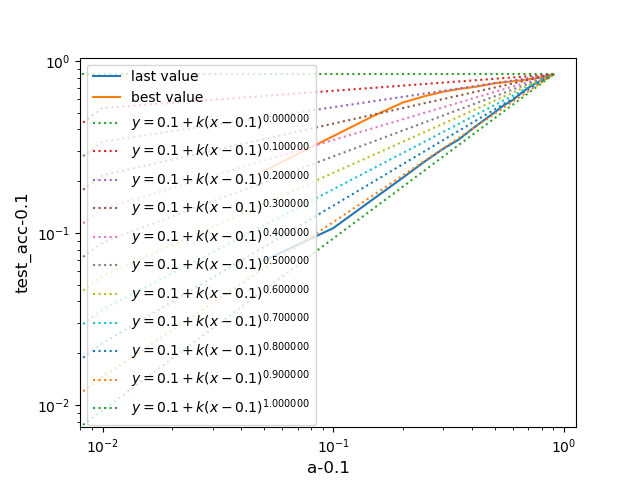 10⁰
10⁻¹
10⁻²
test_acc-0.1
last value
best value
y = 0.1 + k(x − 0.1)^0.000000
y = 0.1 + k(x − 0.1)^0.100000
y = 0.1 + k(x − 0.1)^0.200000
y = 0.1 + k(x − 0.1)^0.300000
y = 0.1 + k(x − 0.1)^0.400000
y = 0.1 + k(x − 0.1)^0.500000
y = 0.1 + k(x − 0.1)^0.600000
y = 0.1 + k(x − 0.1)^0.700000
y = 0.1 + k(x − 0.1)^0.800000
y = 0.1 + k(x − 0.1)^0.900000
y = 0.1 + k(x − 0.1)^1.000000
10⁻² 10⁻¹ 10⁰
a-0.1